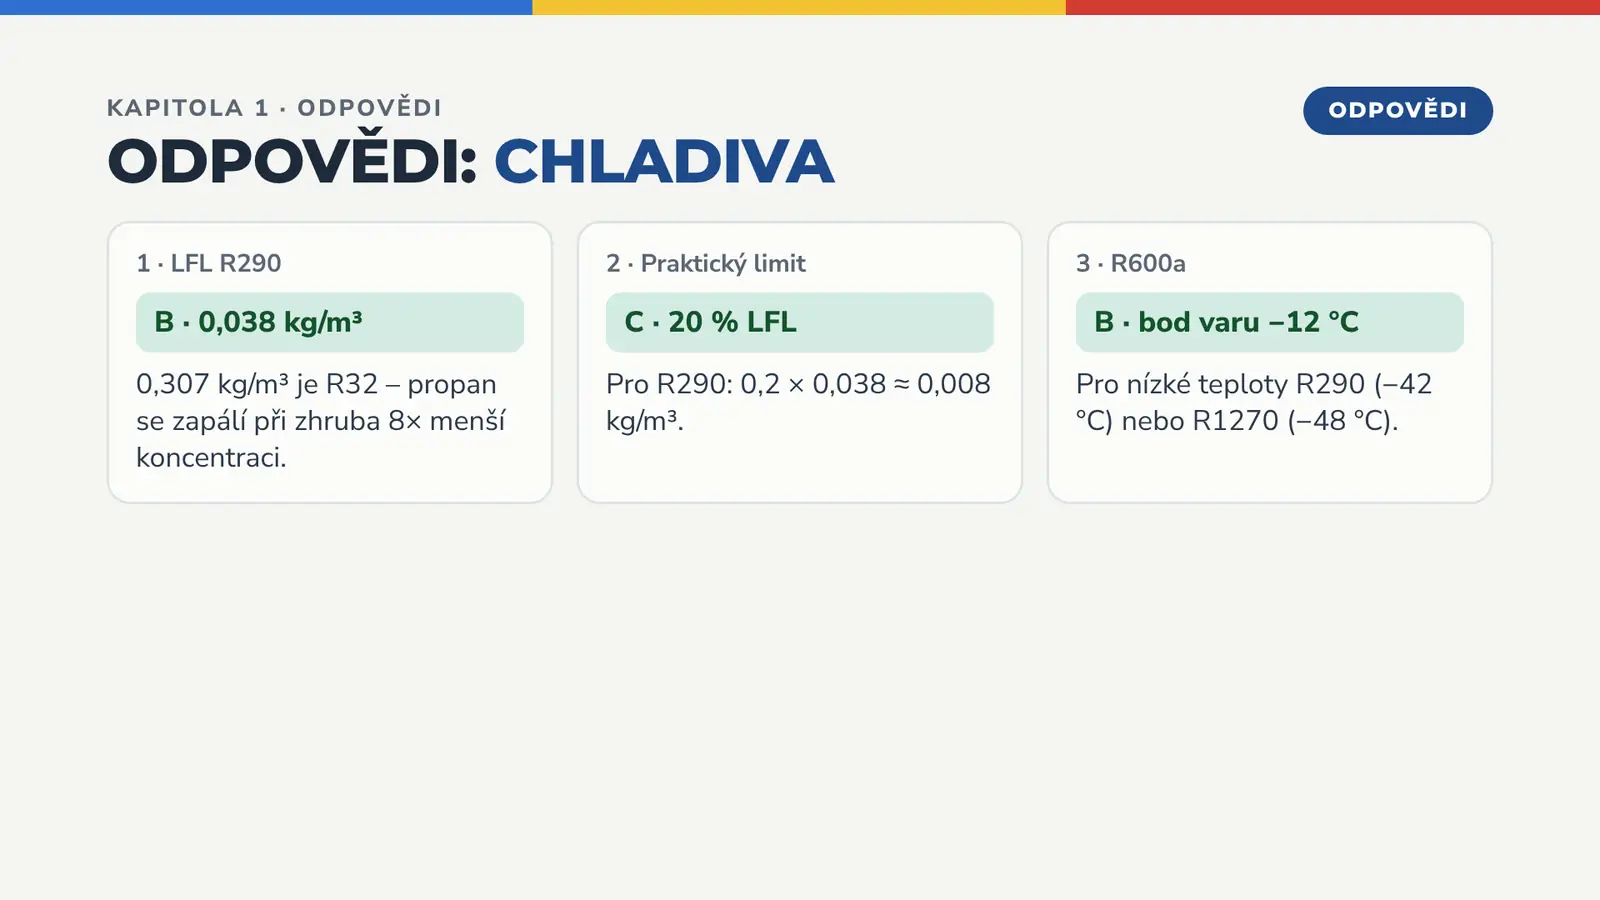 KAPITOLA 1 · ODPOVĚDI
ODPOVĚDI
ODPOVĚDI: CHLADIVA
1 · LFL R290
B · 0,038 kg/m³
0,307 kg/m³ je R32 – propan
se zapálí při zhruba 8× menší
koncentraci.
2 · Praktický limit
C · 20 % LFL
Pro R290: 0,2 × 0,038 ≈ 0,008
kg/m³.
3 · R600a
B · bod varu −12 °C
Pro nízké teploty R290 (−42
°C) nebo R1270 (−48 °C).